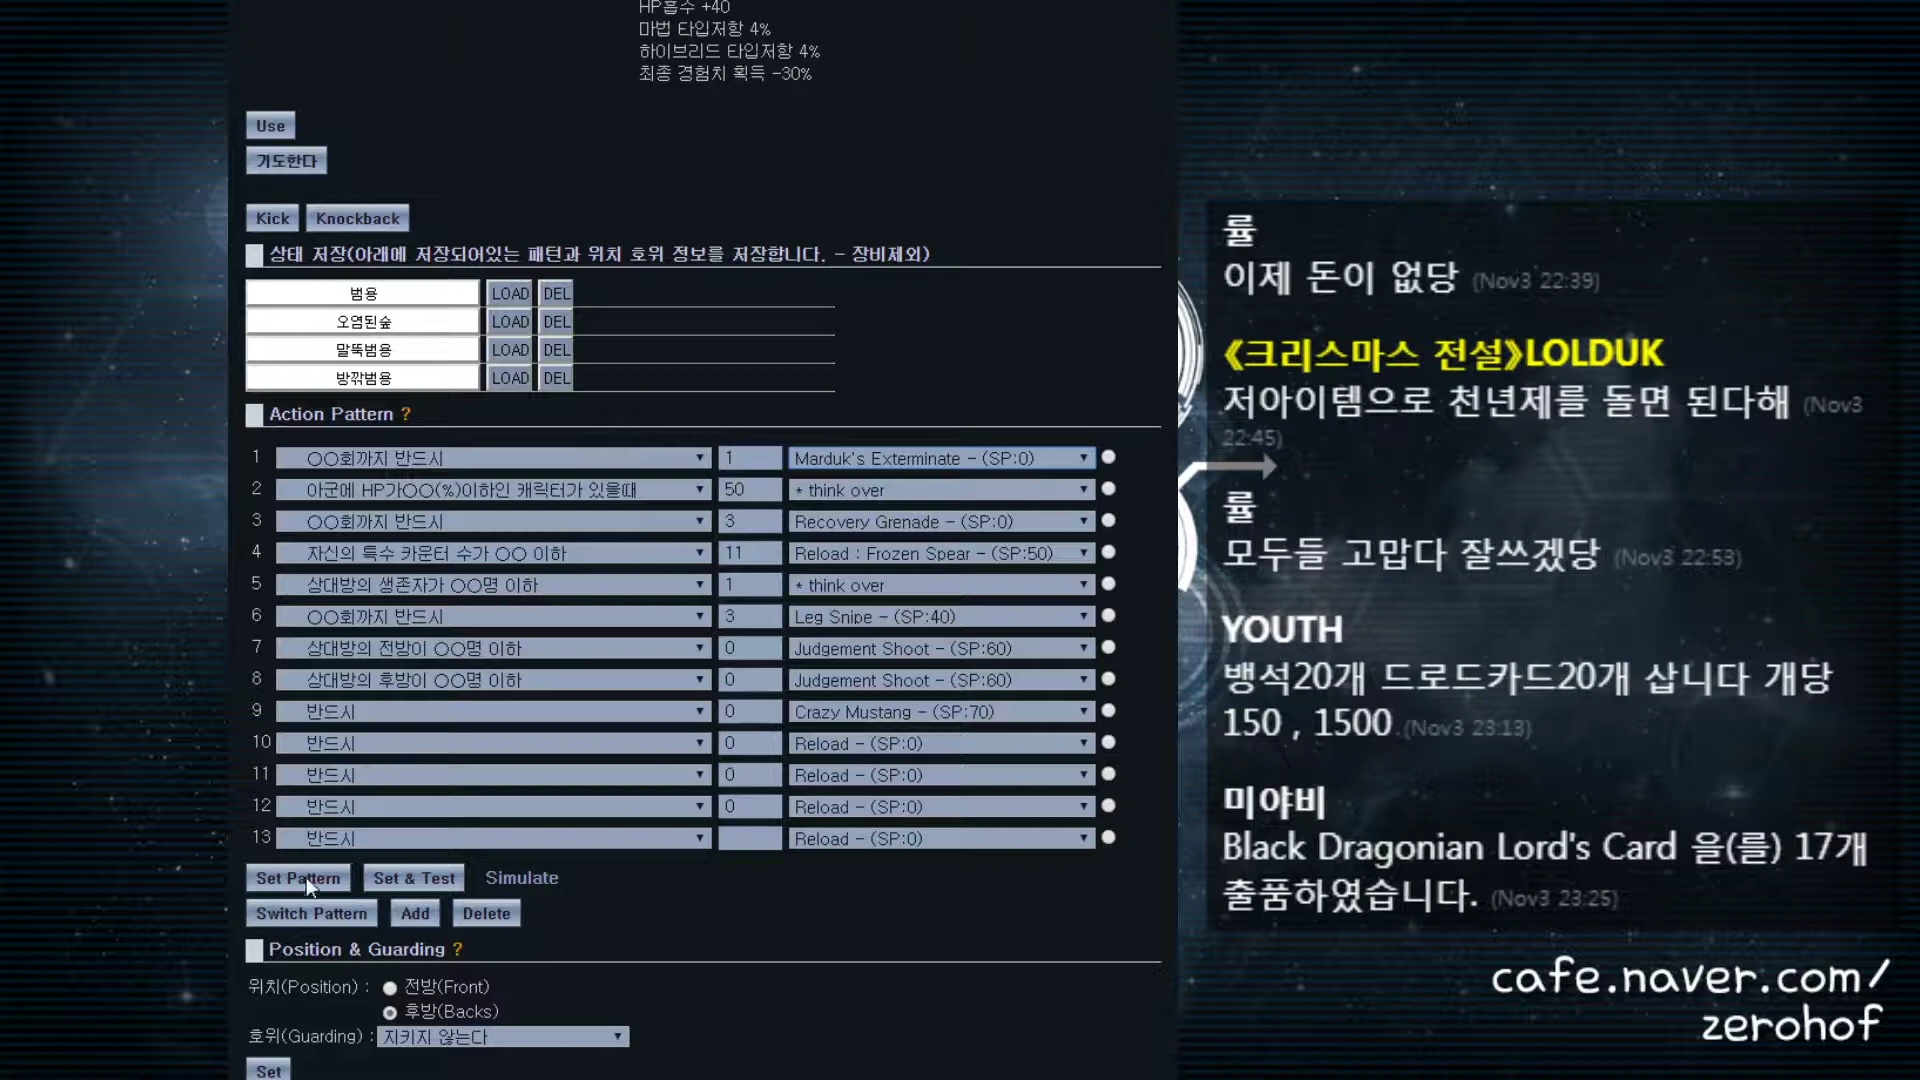 HP흡수 +40
마법 타입저항 4%
하이브리드 타입저항 4%
최종 경험치 획득 -30%
Use
기도한다
Kick Knockback
상태 저장(아래에 저장되어있는 패턴과 위치 호위 정보를 저장합니다. - 장비제외)
범용 LOAD DEL
오염된숲 LOAD DEL
말뚝범용 LOAD DEL
방깎범용 LOAD DEL
Action Pattern ?
1 ○○회까지 반드시 1 Marduk's Exterminate - (SP:0)
2 아군에 HP가○○(%)이하인 캐릭터가 있을때 50 * think over
3 ○○회까지 반드시 3 Recovery Grenade - (SP:0)
4 자신의 특수 카운터 수가 ○○ 이하 11 Reload : Frozen Spear - (SP:50)
5 상대방의 생존자가 ○○명 이하 1 * think over
6 ○○회까지 반드시 3 Leg Snipe - (SP:40)
7 상대방의 전방이 ○○명 이하 0 Judgement Shoot - (SP:60)
8 상대방의 후방이 ○○명 이하 0 Judgement Shoot - (SP:60)
9 반드시 0 Crazy Mustang - (SP:70)
10 반드시 0 Reload - (SP:0)
11 반드시 0 Reload - (SP:0)
12 반드시 0 Reload - (SP:0)
13 반드시 Reload - (SP:0)
Set Pattern Set & Test Simulate
Switch Pattern Add Delete
Position & Guarding ?
위치(Position) : 전방(Front)
후방(Backs)
호위(Guarding) : 지키지 않는다
Set
률
이제 돈이 없당 (Nov3 22:39)
《크리스마스 전설》LOLDUK
저아이템으로 천년제를 돌면 된다해 (Nov3
22:45)
률
모두들 고맙다 잘쓰겠당 (Nov3 22:53)
YOUTH
뱅석20개 드로드카드20개 삽니다 개당
150 , 1500 (Nov3 23:13)
미야비
Black Dragonian Lord's Card 을(를) 17개
출품하였습니다. (Nov3 23:25)
cafe.naver.com/
zerohof